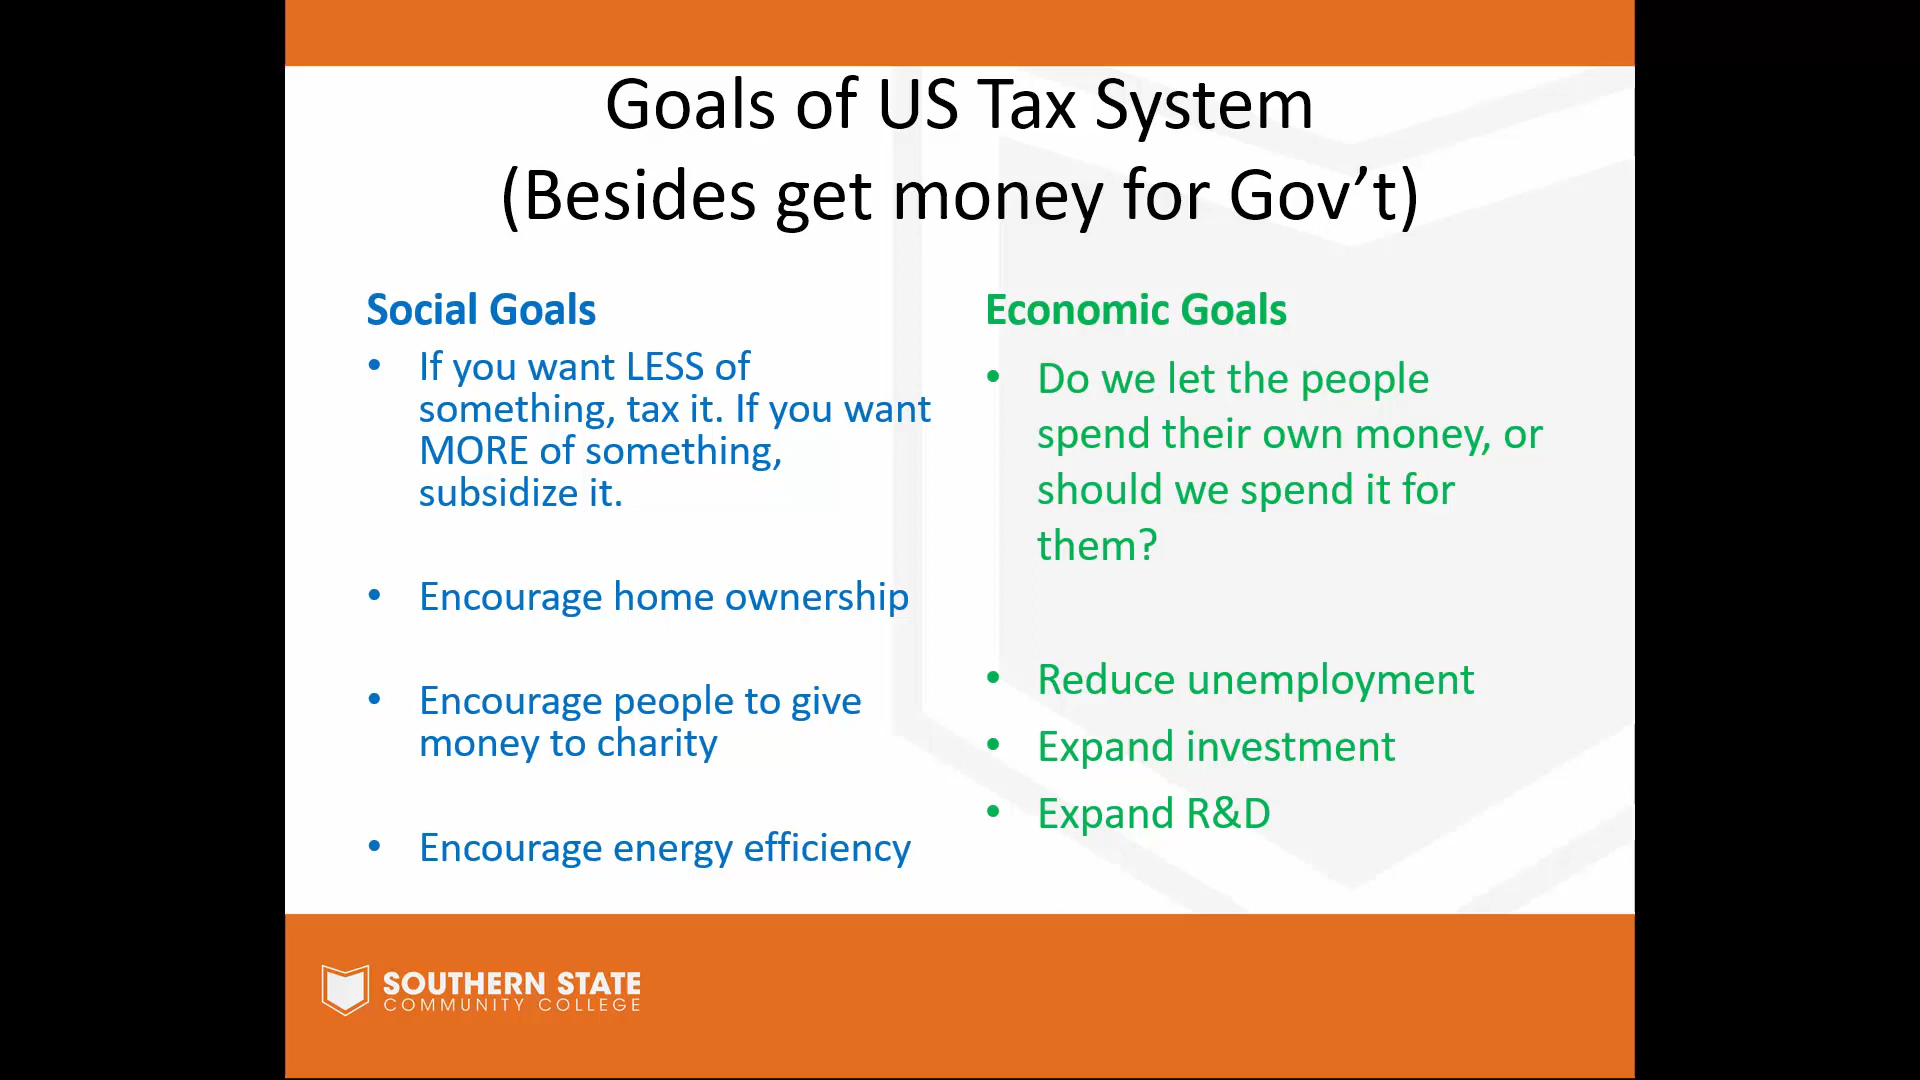 Goals of US Tax System
(Besides get money for Gov’t)
Social Goals
• If you want LESS of
something, tax it. If you want
MORE of something,
subsidize it.
• Encourage home ownership
• Encourage people to give
money to charity
• Encourage energy efficiency
Economic Goals
• Do we let the people
spend their own money, or
should we spend it for
them?
• Reduce unemployment
• Expand investment
• Expand R&D
SOUTHERN STATE
COMMUNITY COLLEGE